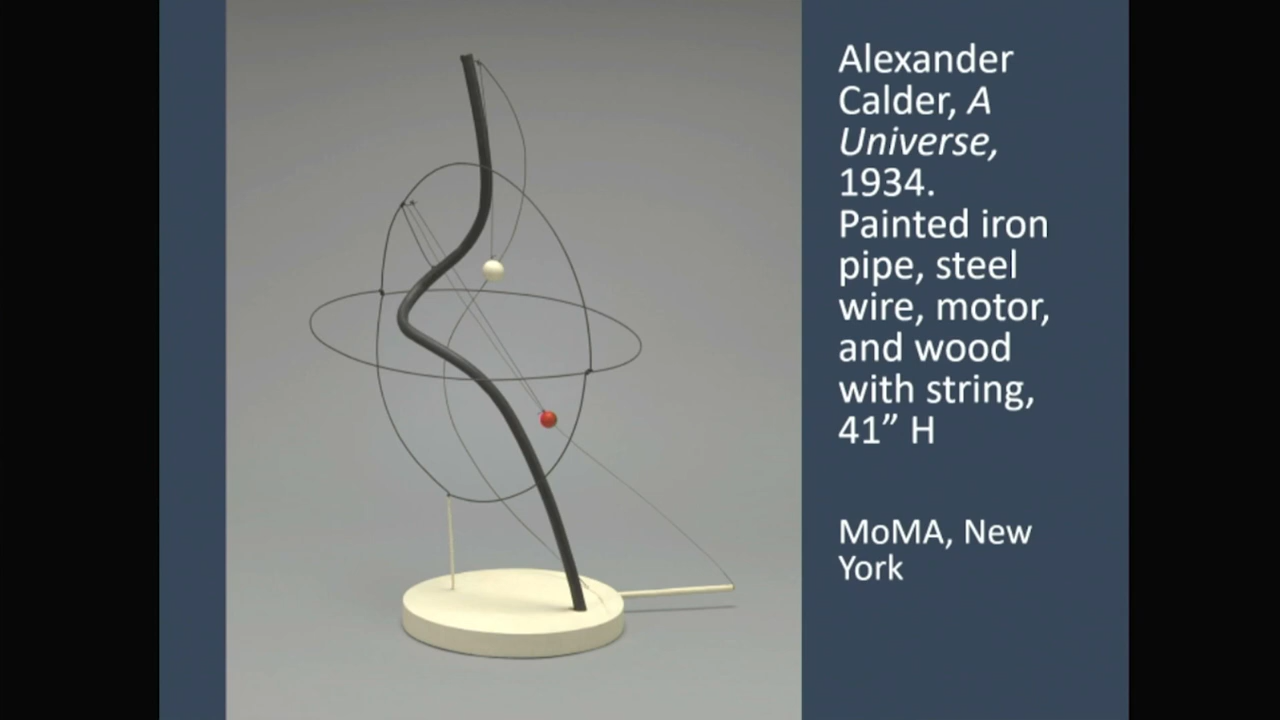 Alexander
Calder, A
Universe,
1934.
Painted iron
pipe, steel
wire, motor,
and wood
with string,
41” H
MoMA, New
York